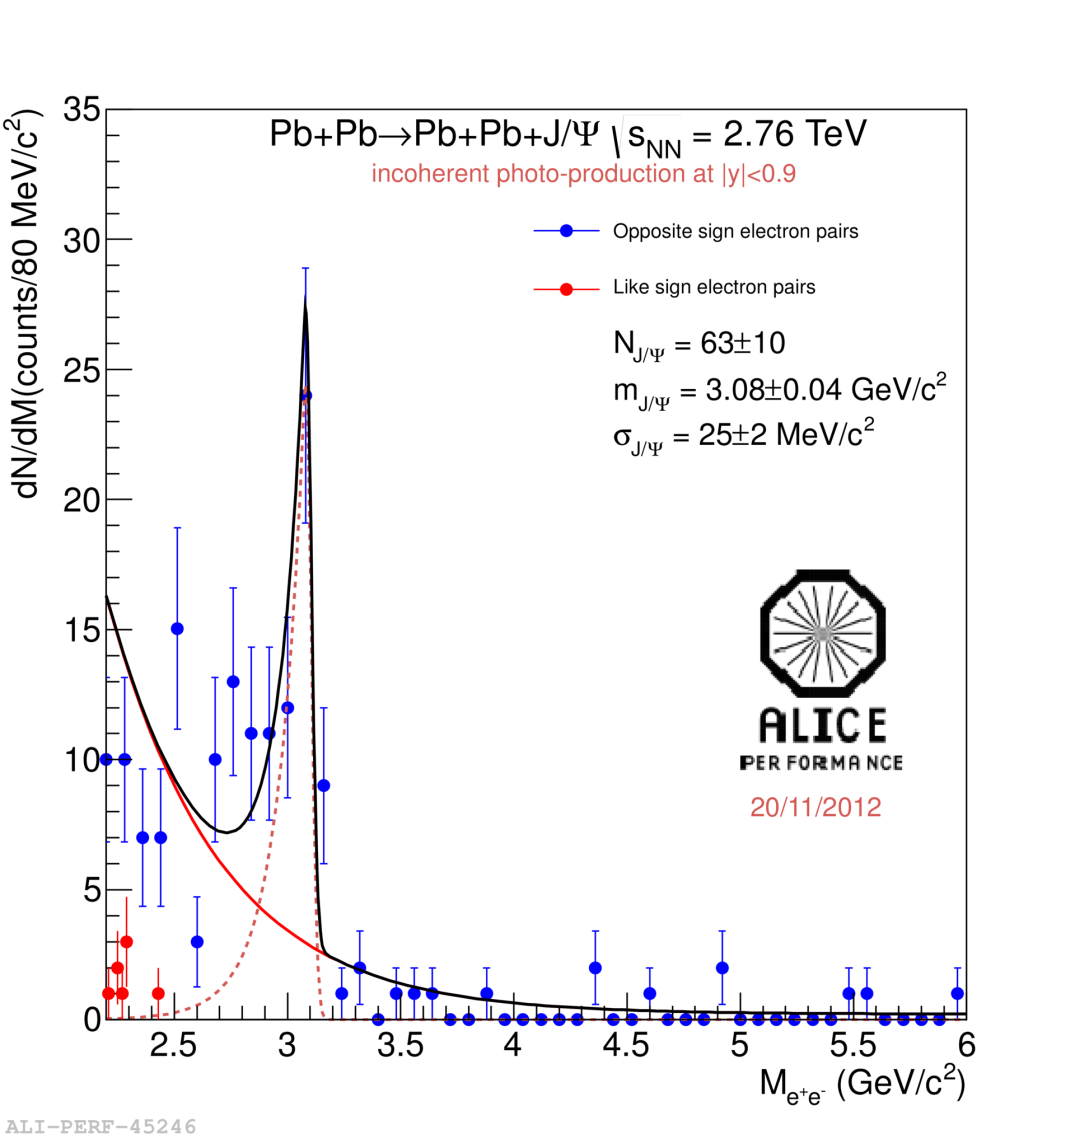 35
Pb+Pb→Pb+Pb+J/Ψ √sNN = 2.76 TeV
incoherent photo-production at |y|<0.9
dN/dM(counts/80 MeV/c²)
30
Opposite sign electron pairs
Like sign electron pairs
NJ/Ψ = 63±10
25
mJ/Ψ = 3.08±0.04 GeV/c²
σJ/Ψ = 25±2 MeV/c²
20
15
ALICE
10
PERFORMANCE
20/11/2012
5
0
2.5 3 3.5 4 4.5 5 5.5 6
Me⁺e⁻ (GeV/c²)
ALI-PERF-45246